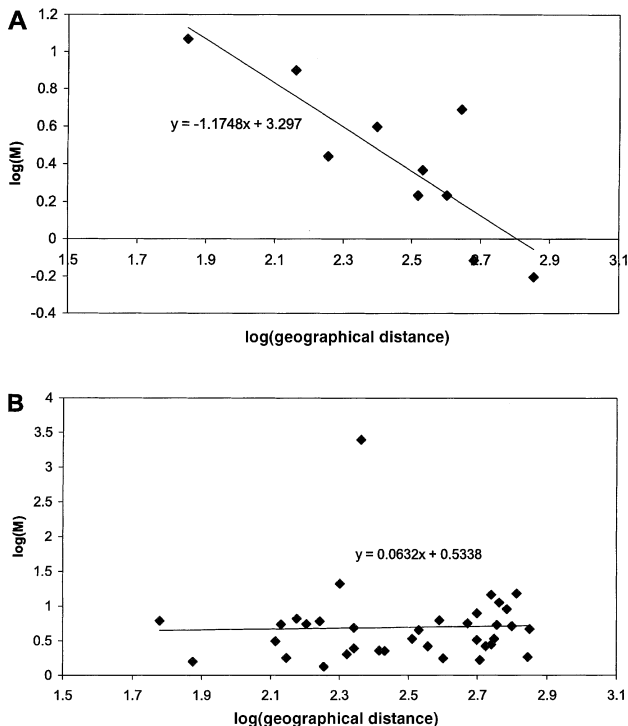 A
1.2
1
0.8
0.6
0.4
0.2
0
-0.2
-0.4
log(M)
y = -1.1748x + 3.297
1.5 1.7 1.9 2.1 2.3 2.5 2.7 2.9 3.1
log(geographical distance)
B
4
3.5
3
2.5
2
1.5
1
0.5
0
log(M)
y = 0.0632x + 0.5338
1.5 1.7 1.9 2.1 2.3 2.5 2.7 2.9 3.1
log(geographical distance)